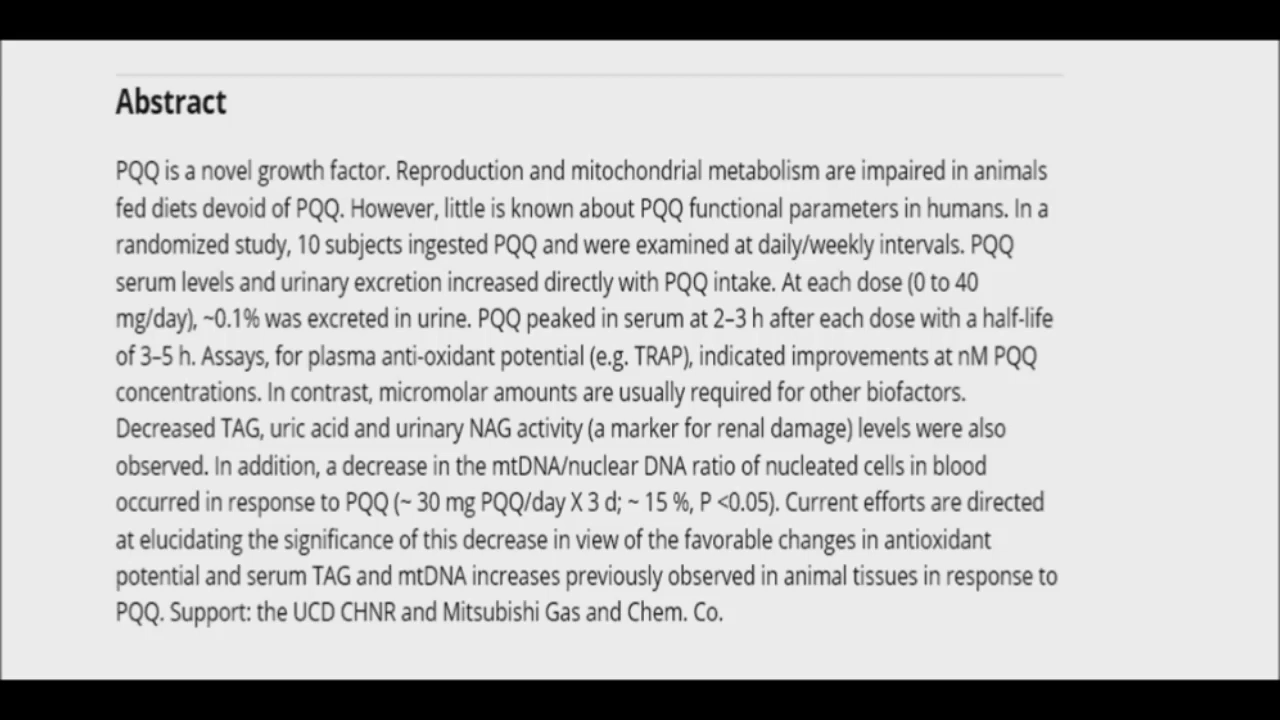 Abstract
PQQ is a novel growth factor. Reproduction and mitochondrial metabolism are impaired in animals
fed diets devoid of PQQ. However, little is known about PQQ functional parameters in humans. In a
randomized study, 10 subjects ingested PQQ and were examined at daily/weekly intervals. PQQ
serum levels and urinary excretion increased directly with PQQ intake. At each dose (0 to 40
mg/day), ~0.1% was excreted in urine. PQQ peaked in serum at 2–3 h after each dose with a half-life
of 3–5 h. Assays, for plasma anti-oxidant potential (e.g. TRAP), indicated improvements at nM PQQ
concentrations. In contrast, micromolar amounts are usually required for other biofactors.
Decreased TAG, uric acid and urinary NAG activity (a marker for renal damage) levels were also
observed. In addition, a decrease in the mtDNA/nuclear DNA ratio of nucleated cells in blood
occurred in response to PQQ (~ 30 mg PQQ/day X 3 d; ~ 15 %, P <0.05). Current efforts are directed
at elucidating the significance of this decrease in view of the favorable changes in antioxidant
potential and serum TAG and mtDNA increases previously observed in animal tissues in response to
PQQ. Support: the UCD CHNR and Mitsubishi Gas and Chem. Co.